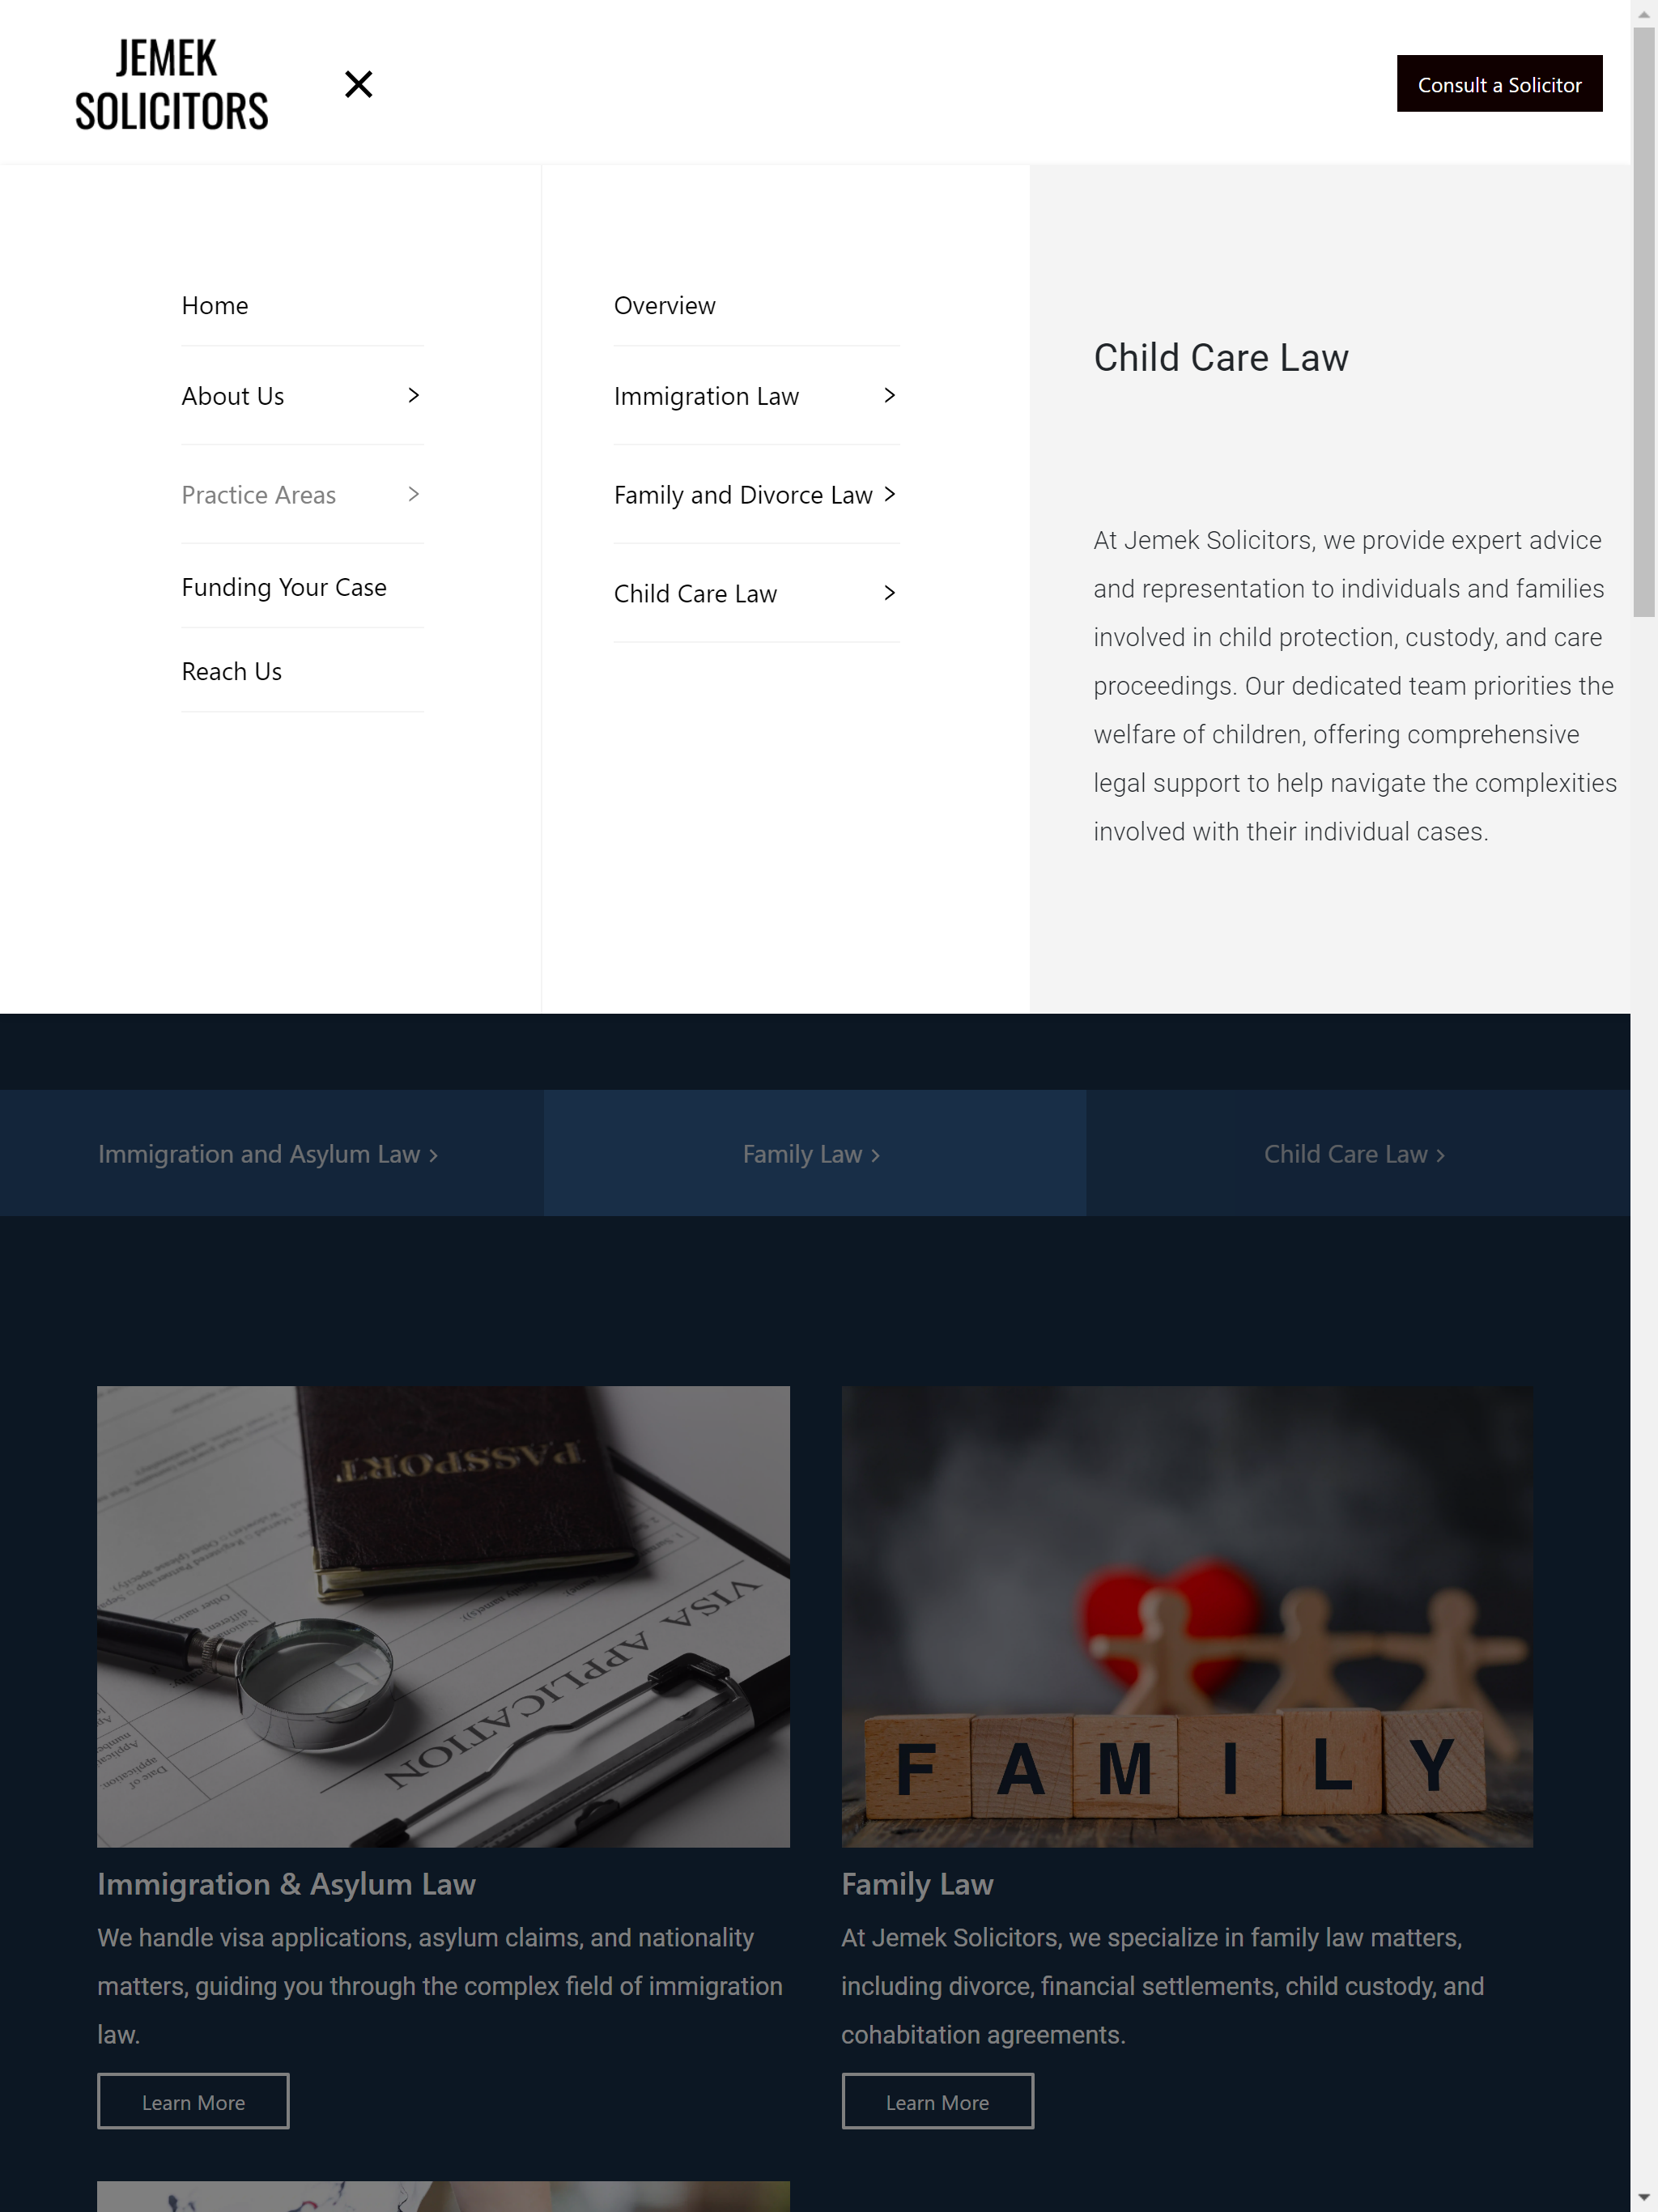 JEMEK
SOLICITORS
Consult a Solicitor
Home
About Us
Practice Areas
Funding Your Case
Reach Us
Overview
Immigration Law
Family and Divorce Law
Child Care Law
Child Care Law
At Jemek Solicitors, we provide expert advice
and representation to individuals and families
involved in child protection, custody, and care
proceedings. Our dedicated team priorities the
welfare of children, offering comprehensive
legal support to help navigate the complexities
involved with their individual cases.
Immigration and Asylum Law
Family Law
Child Care Law
PASSPORT
VISA APPLICATION
FAMILY
Immigration & Asylum Law
We handle visa applications, asylum claims, and nationality
matters, guiding you through the complex field of immigration
law.
Learn More
Family Law
At Jemek Solicitors, we specialize in family law matters,
including divorce, financial settlements, child custody, and
cohabitation agreements.
Learn More